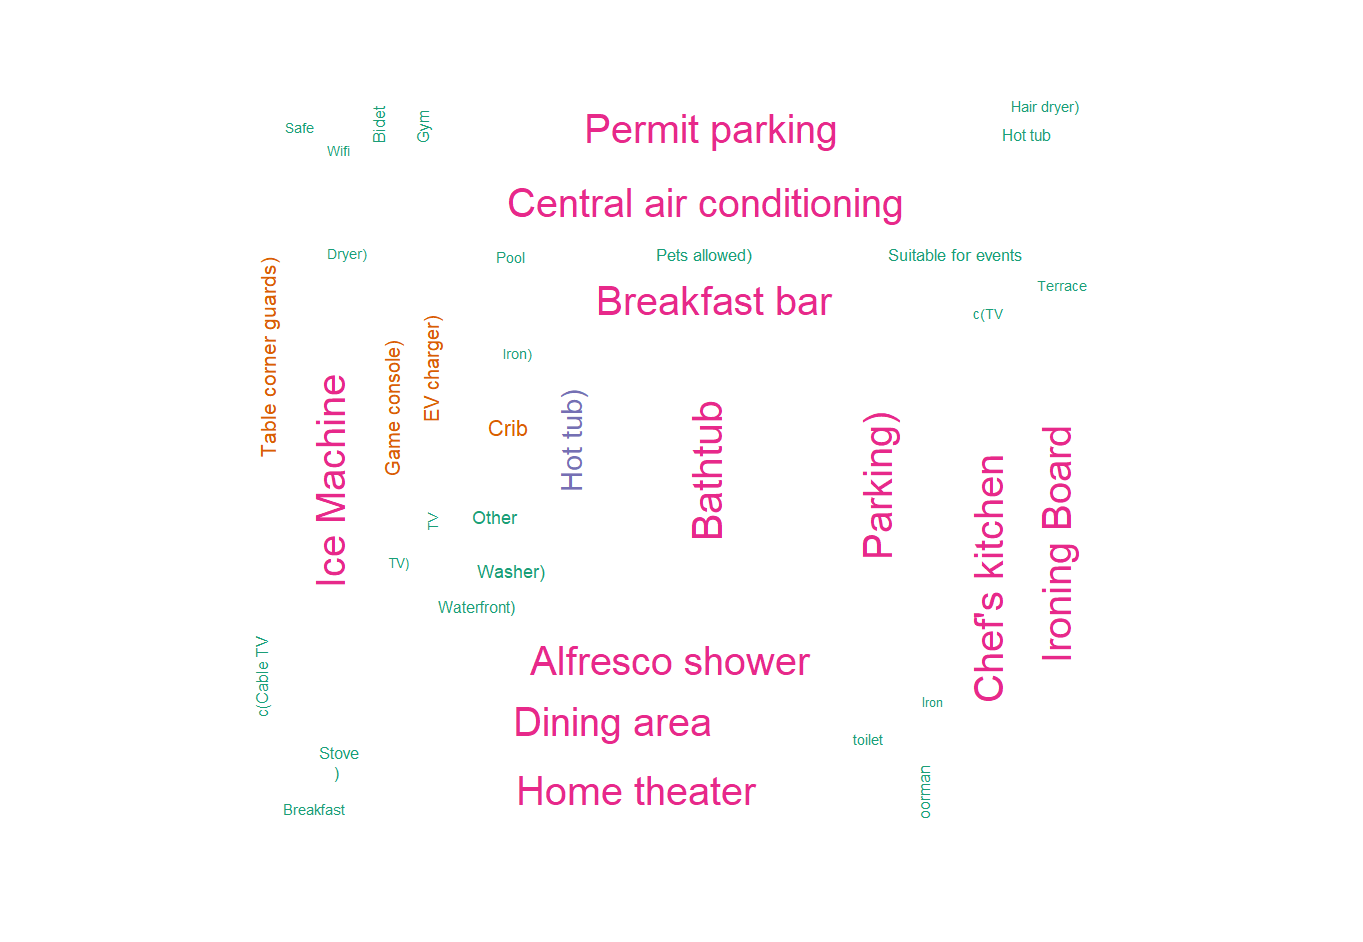 Hair dryer)
Safe
Bidet
Gym
Permit parking
Hot tub
Wifi
Central air conditioning
Dryer)
Pool
Pets allowed)
Suitable for events
Terrace
Table corner guards)
Breakfast bar
c(TV
Game console)
EV charger)
Iron)
Ice Machine
Crib
Hot tub)
Bathtub
Parking)
Chef's kitchen
Ironing Board
Other
TV
TV)
Washer)
Waterfront)
c(Cable TV
Alfresco shower
Iron
Dining area
toilet
Stove
)
Home theater
oorman
Breakfast